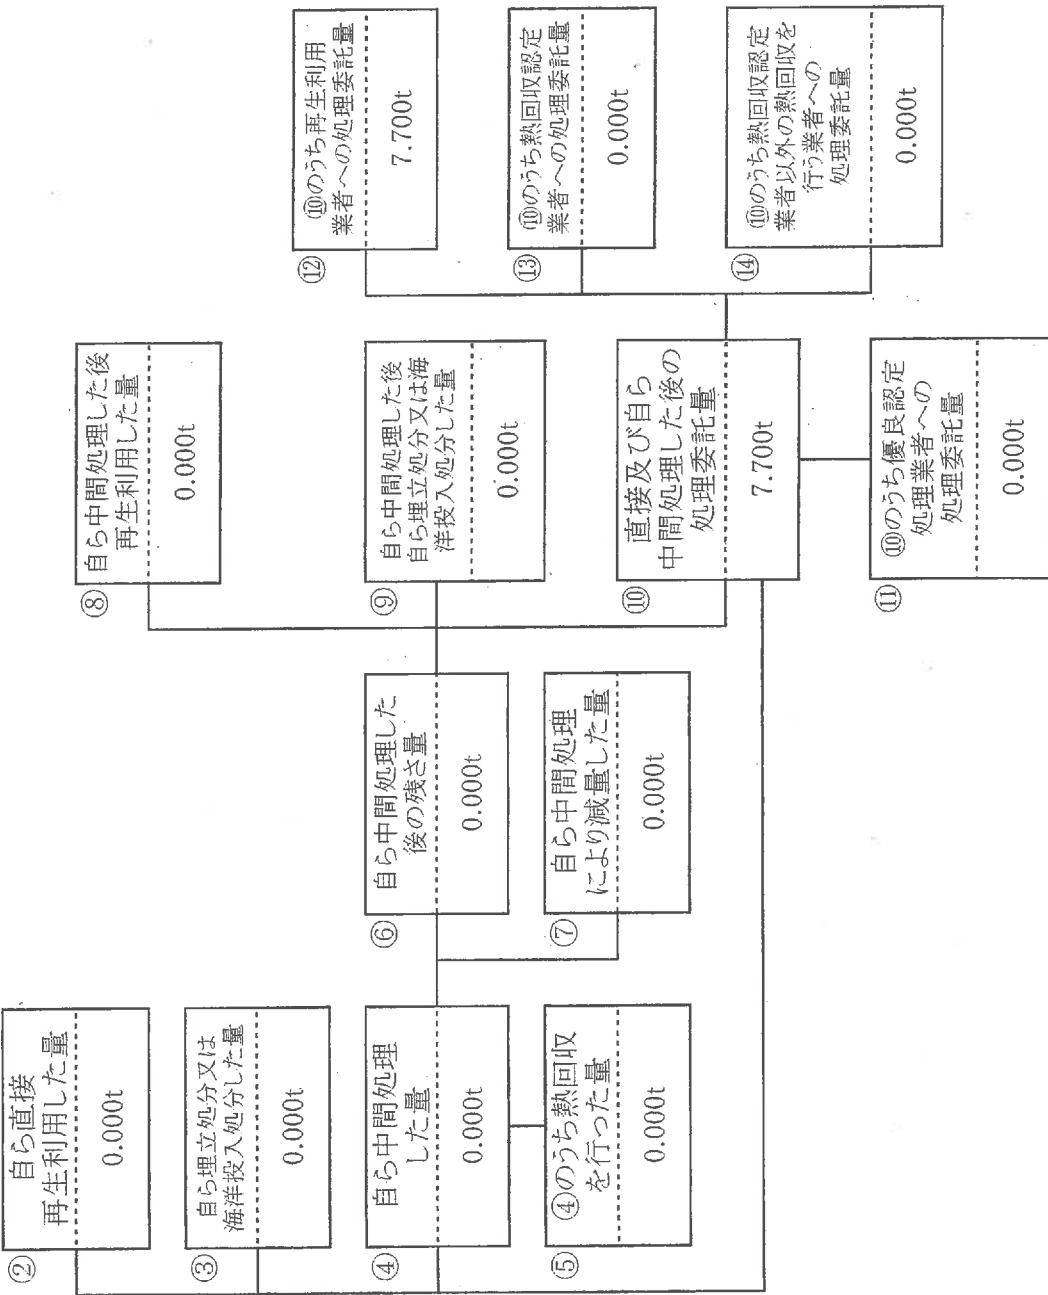 ②
自ら直接
再生利用した量
0.000t
③
自ら埋立処分又は
海洋投入処分した量
0.000t
④
自ら中間処理
した量
0.000t
⑤
④のうち熱回収
を行った量
0.000t
⑥
自ら中間処理した
後の残さ量
0.000t
⑦
自ら中間処理
により減量した量
0.000t
⑧
自ら中間処理した後
再生利用した量
0.000t
⑨
自ら中間処理した後
自ら埋立処分又は海
洋投入処分した量
0.000t
⑩
直接及び自ら
中間処理した後の
処理委託量
7.700t
⑪
⑩のうち優良認定
処理業者への
処理委託量
0.000t
⑫
⑩のうち再生利用
業者への処理委託量
7.700t
⑬
⑩のうち熱回収認定
業者への処理委託量
0.000t
⑭
⑩のうち熱回収認定
業者以外の熱回収を
行う業者への
処理委託量
0.000t